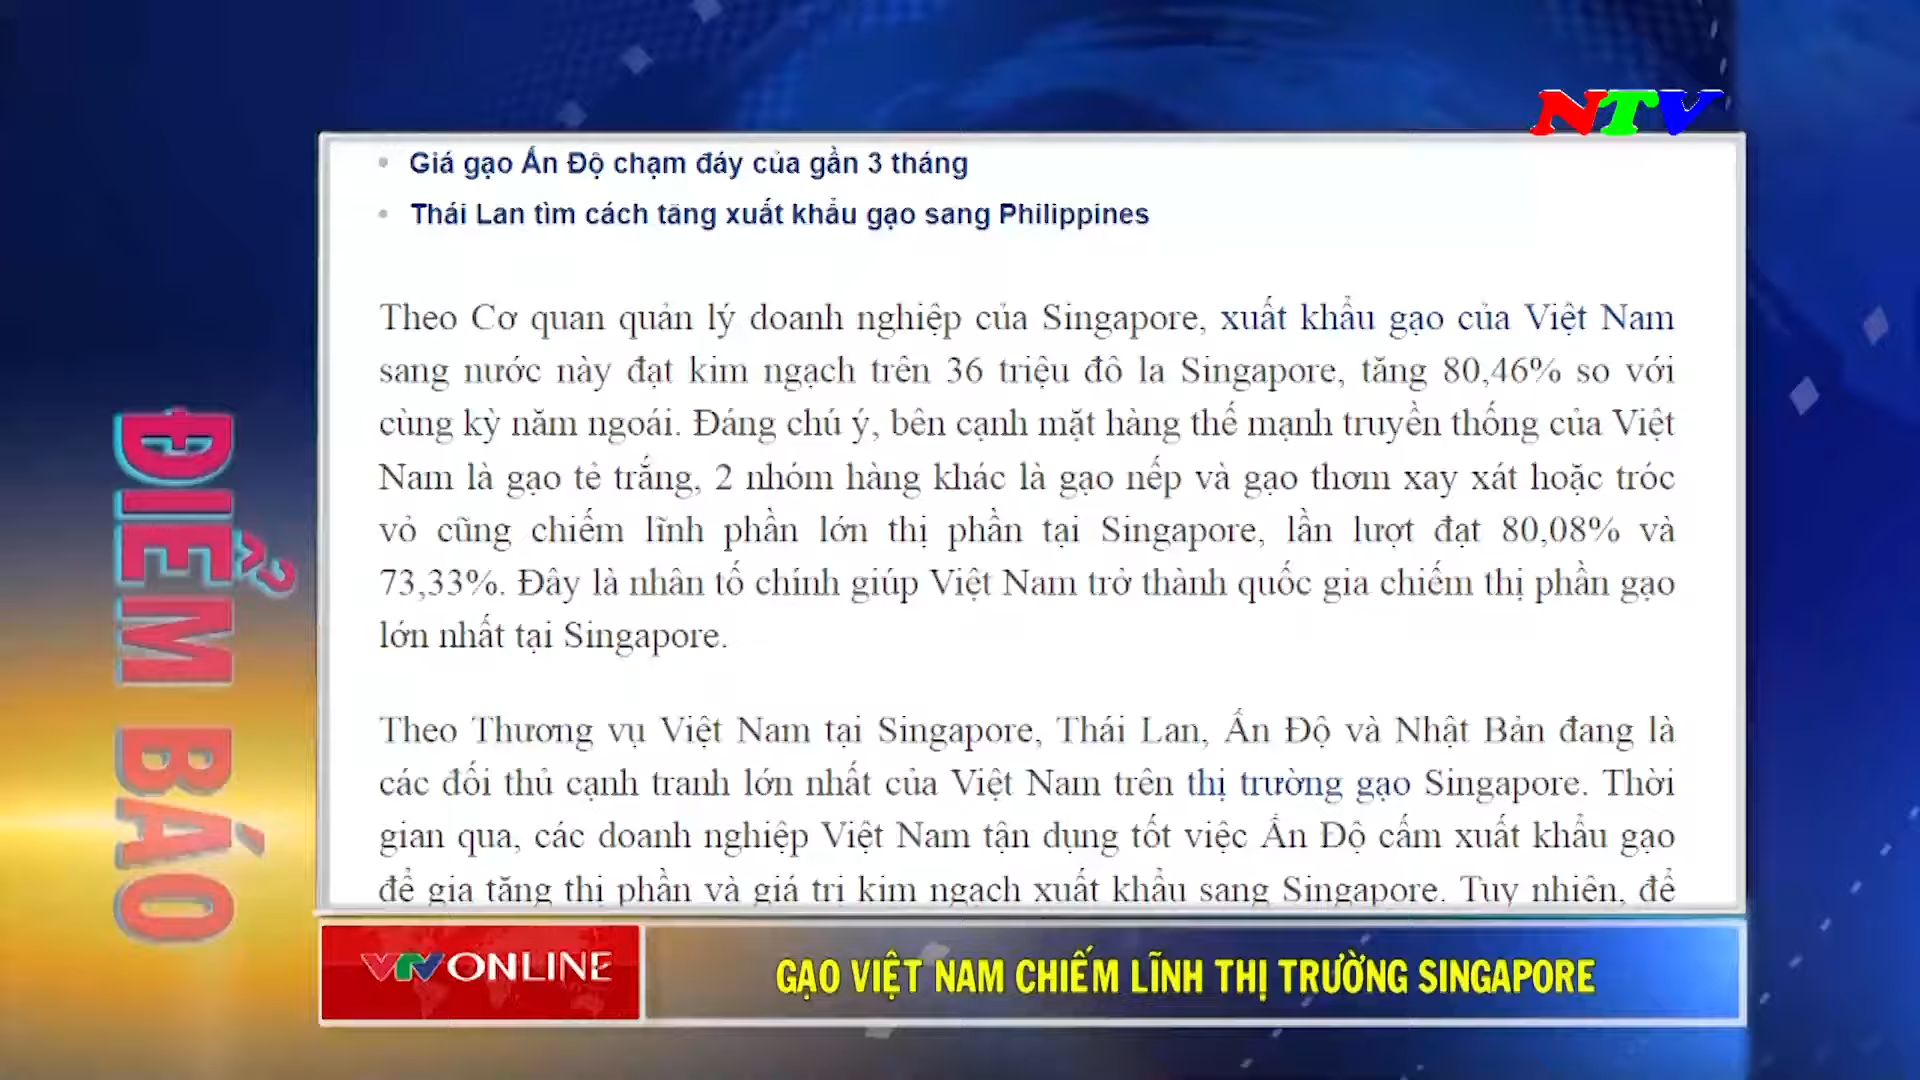 NTV
Giá gạo Ấn Độ chạm đáy của gần 3 tháng
Thái Lan tìm cách tăng xuất khẩu gạo sang Philippines
Theo Cơ quan quản lý doanh nghiệp của Singapore, xuất khẩu gạo của Việt Nam
sang nước này đạt kim ngạch trên 36 triệu đô la Singapore, tăng 80,46% so với
cùng kỳ năm ngoái. Đáng chú ý, bên cạnh mặt hàng thế mạnh truyền thống của Việt
Nam là gạo tẻ trắng, 2 nhóm hàng khác là gạo nếp và gạo thơm xay xát hoặc tróc
vỏ cũng chiếm lĩnh phần lớn thị phần tại Singapore, lần lượt đạt 80,08% và
73,33%. Đây là nhân tố chính giúp Việt Nam trở thành quốc gia chiếm thị phần gạo
lớn nhất tại Singapore.
Theo Thương vụ Việt Nam tại Singapore, Thái Lan, Ấn Độ và Nhật Bản đang là
các đối thủ cạnh tranh lớn nhất của Việt Nam trên thị trường gạo Singapore. Thời
gian qua, các doanh nghiệp Việt Nam tận dụng tốt việc Ấn Độ cấm xuất khẩu gạo
để gia tăng thị phần và giá trị kim ngạch xuất khẩu sang Singapore. Tuy nhiên, để
ĐIỂM BÁO
VTV ONLINE
GẠO VIỆT NAM CHIẾM LĨNH THỊ TRƯỜNG SINGAPORE